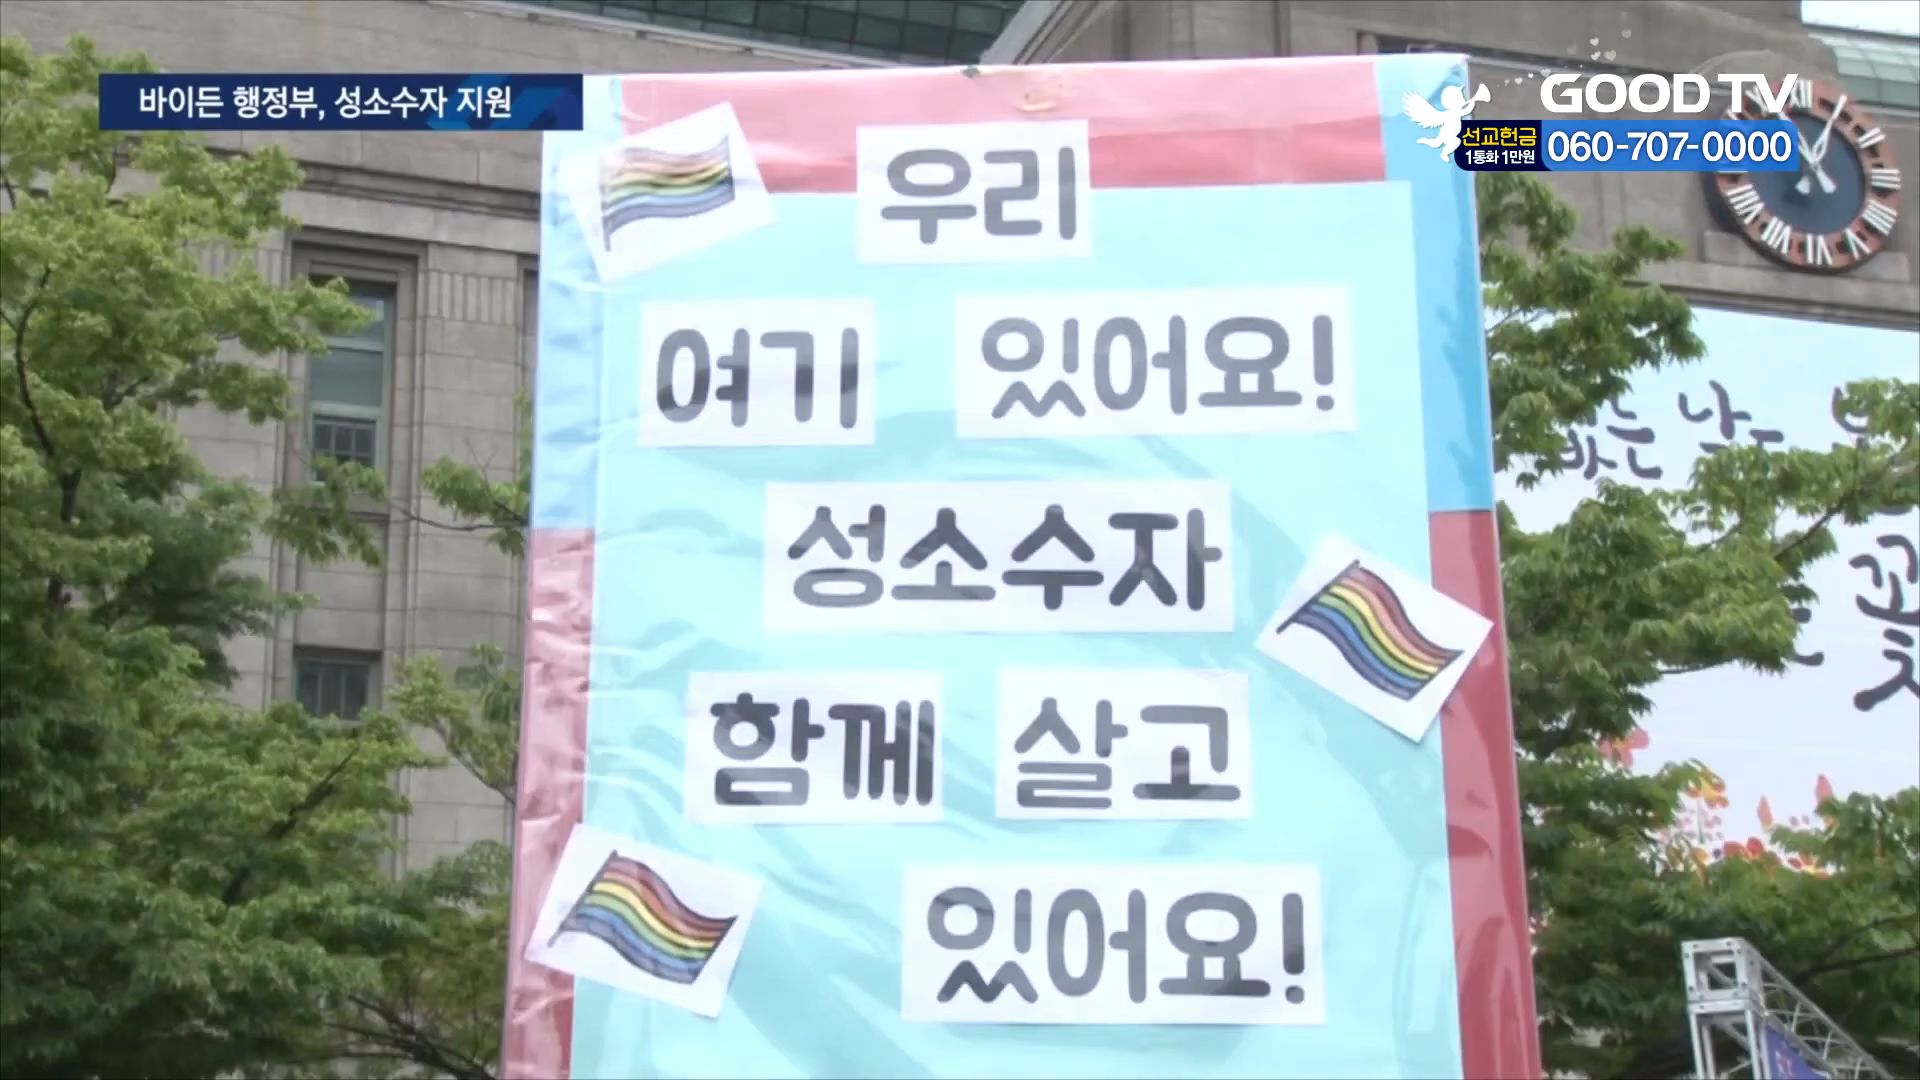 바이든 행정부, 성소수자 지원
GOOD TV
선교헌금
1통화 1만원
060-707-0000
우리
여기 있어요!
성소수자
함께 살고
있어요!